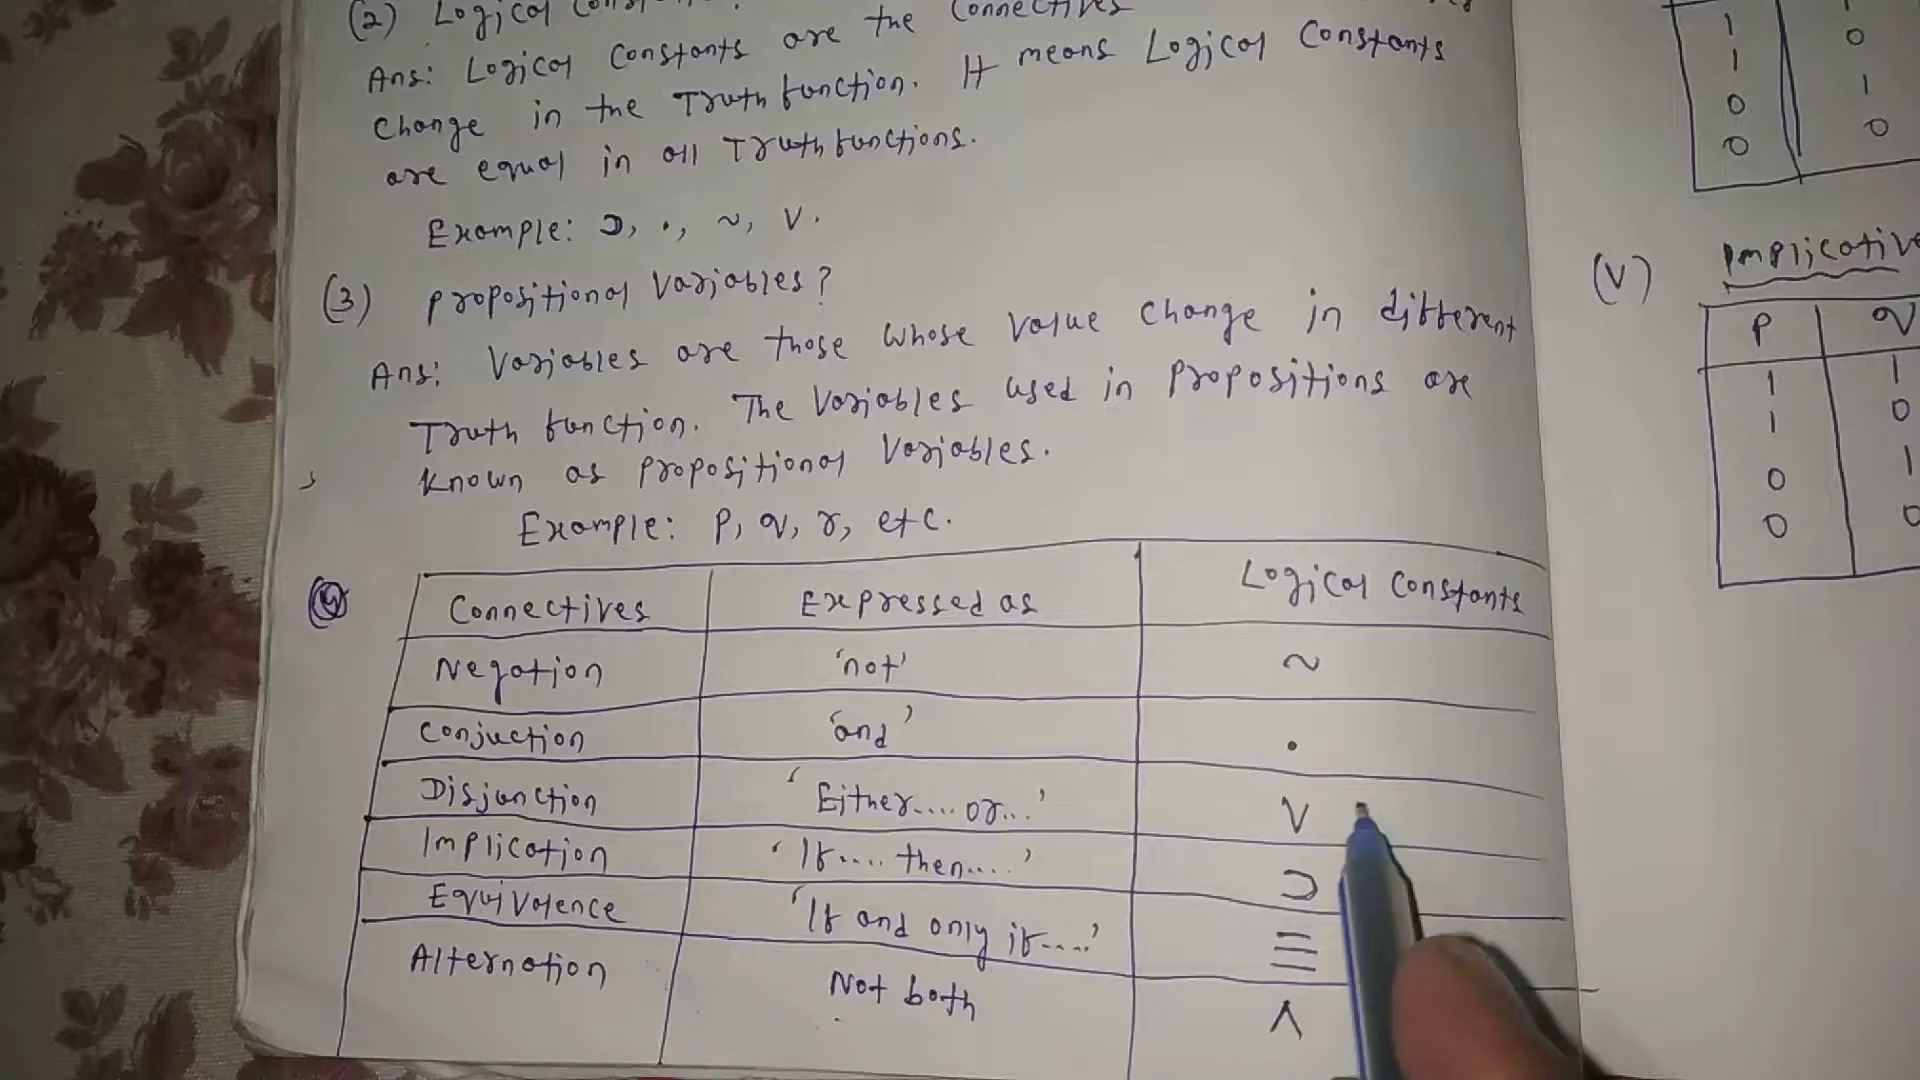 (2) Logical
Ans: Logical Constants are the Connectives
Change in the Truth function. It means Logical Constants
are equal in all Truth functions.
Example: ⊃, ., ~, V.
(3) Propositional Variables?
Ans: Variables are those whose value change in different
Truth function. The Variables used in Propositions are
known as Propositional Variables.
Example: P, q, r, etc.
(4)
Connectives Expressed as Logical Constants
Negation 'not' ~
Conjuction 'and' .
Disjunction 'Either.... or...' V
Implication 'If.... then....' ⊃
Equivalence 'If and only if....' ≡
Alternation Not both ∧
1 0
1 1
0 0
0
(V) Implicative
P q
1 1
1 0
0 1
0 0